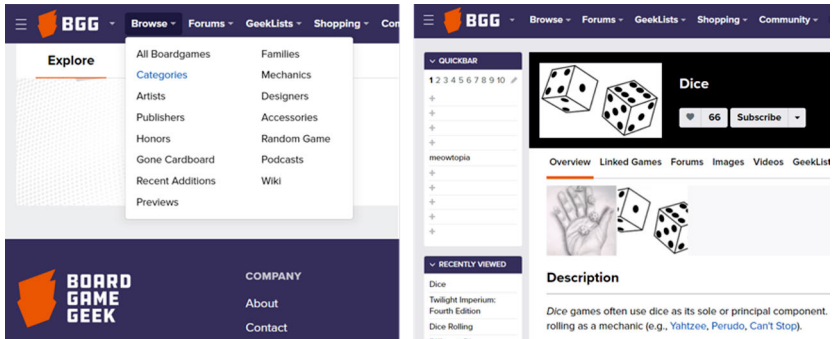 BGG Browse Forums GeekLists Shopping
Explore
All Boardgames Families
Categories Mechanics
Artists Designers
Publishers Accessories
Honors Random Game
Gone Cardboard Podcasts
Recent Additions Wiki
Previews
BOARD
GAME
GEEK
COMPANY
About
Contact
BGG Browse Forums GeekLists Shopping Community
QUICKBAR
1 2 3 4 5 6 7 8 9 10
meowtopia
RECENTLY VIEWED
Dice
Twilight Imperium:
Fourth Edition
Dice Rolling
Dice
66 Subscribe
Overview Linked Games Forums Images Videos GeekList
Description
Dice games often use dice as its sole or principal component.
rolling as a mechanic (e.g., Yahtzee, Perudo, Can't Stop).